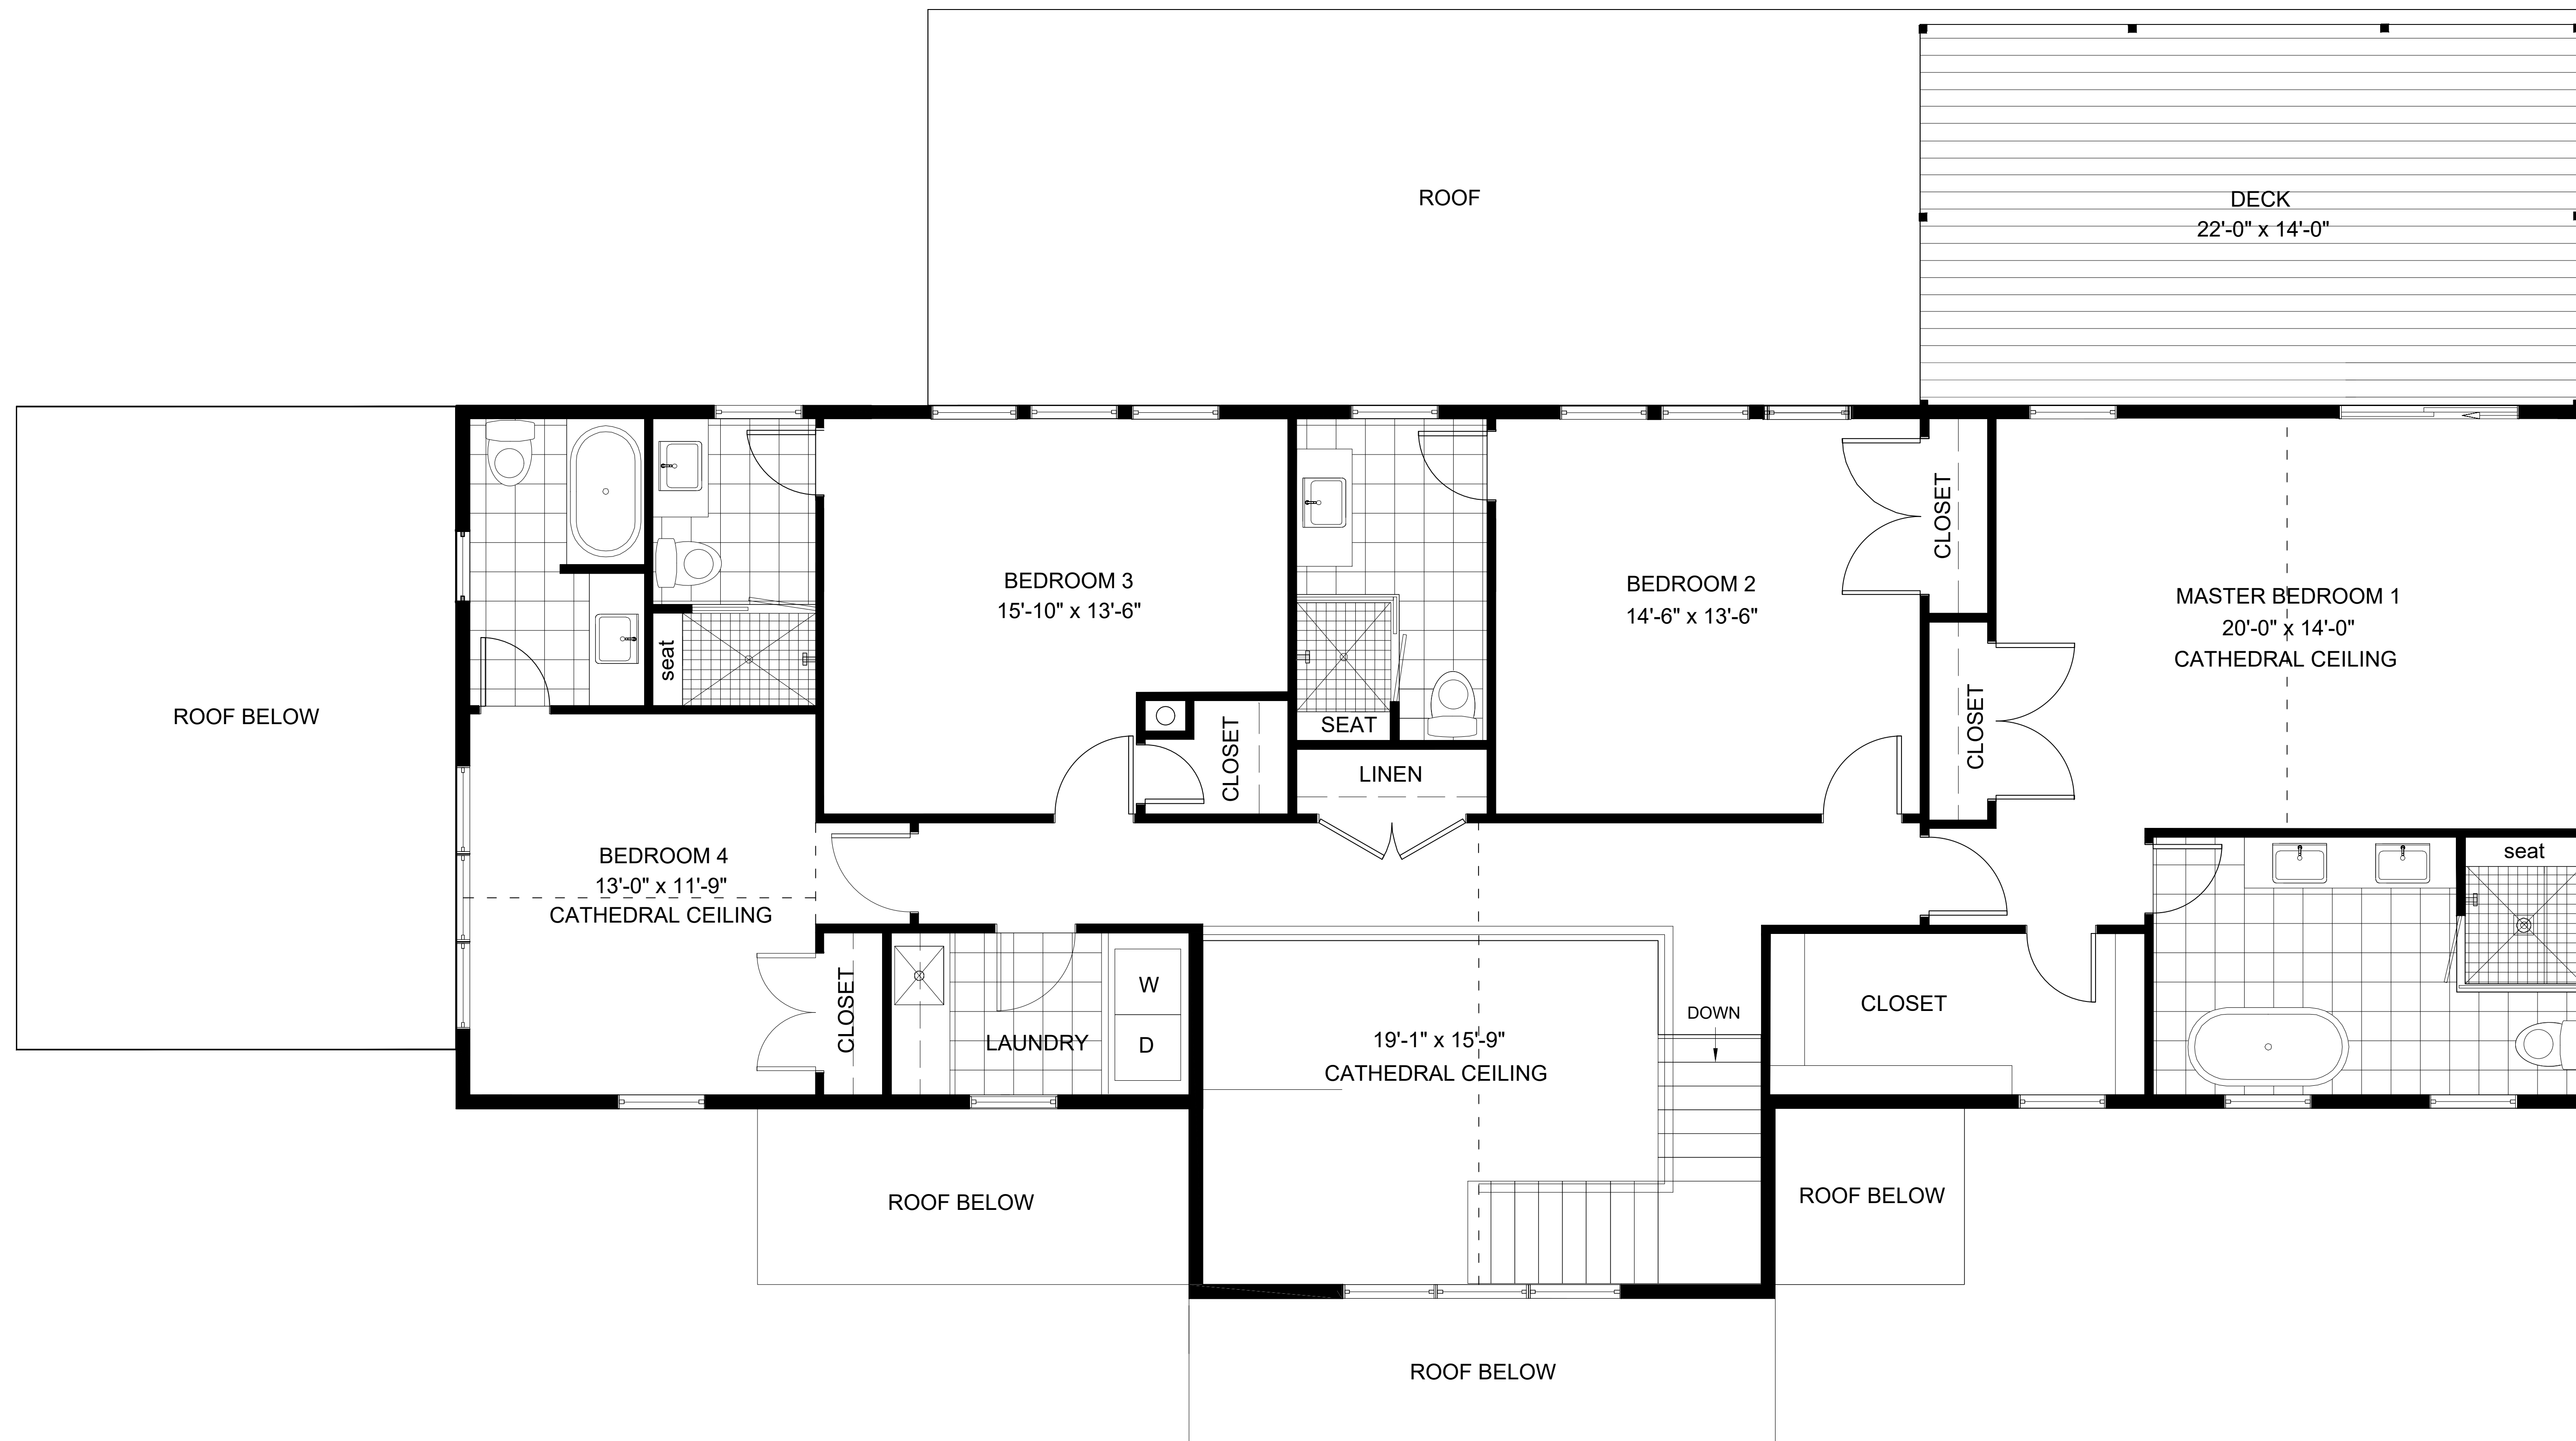 ROOF
DECK
22'-0" x 14'-0"
ROOF BELOW
BEDROOM 3
15'-10" x 13'-6"
BEDROOM 2
14'-6" x 13'-6"
CLOSET
MASTER BEDROOM 1
20'-0" x 14'-0"
CATHEDRAL CEILING
seat
CLOSET
SEAT
LINEN
CLOSET
BEDROOM 4
13'-0" x 11'-9"
CATHEDRAL CEILING
seat
CLOSET
LAUNDRY
W
D
19'-1" x 15'-9"
CATHEDRAL CEILING
DOWN
CLOSET
ROOF BELOW
ROOF BELOW
ROOF BELOW